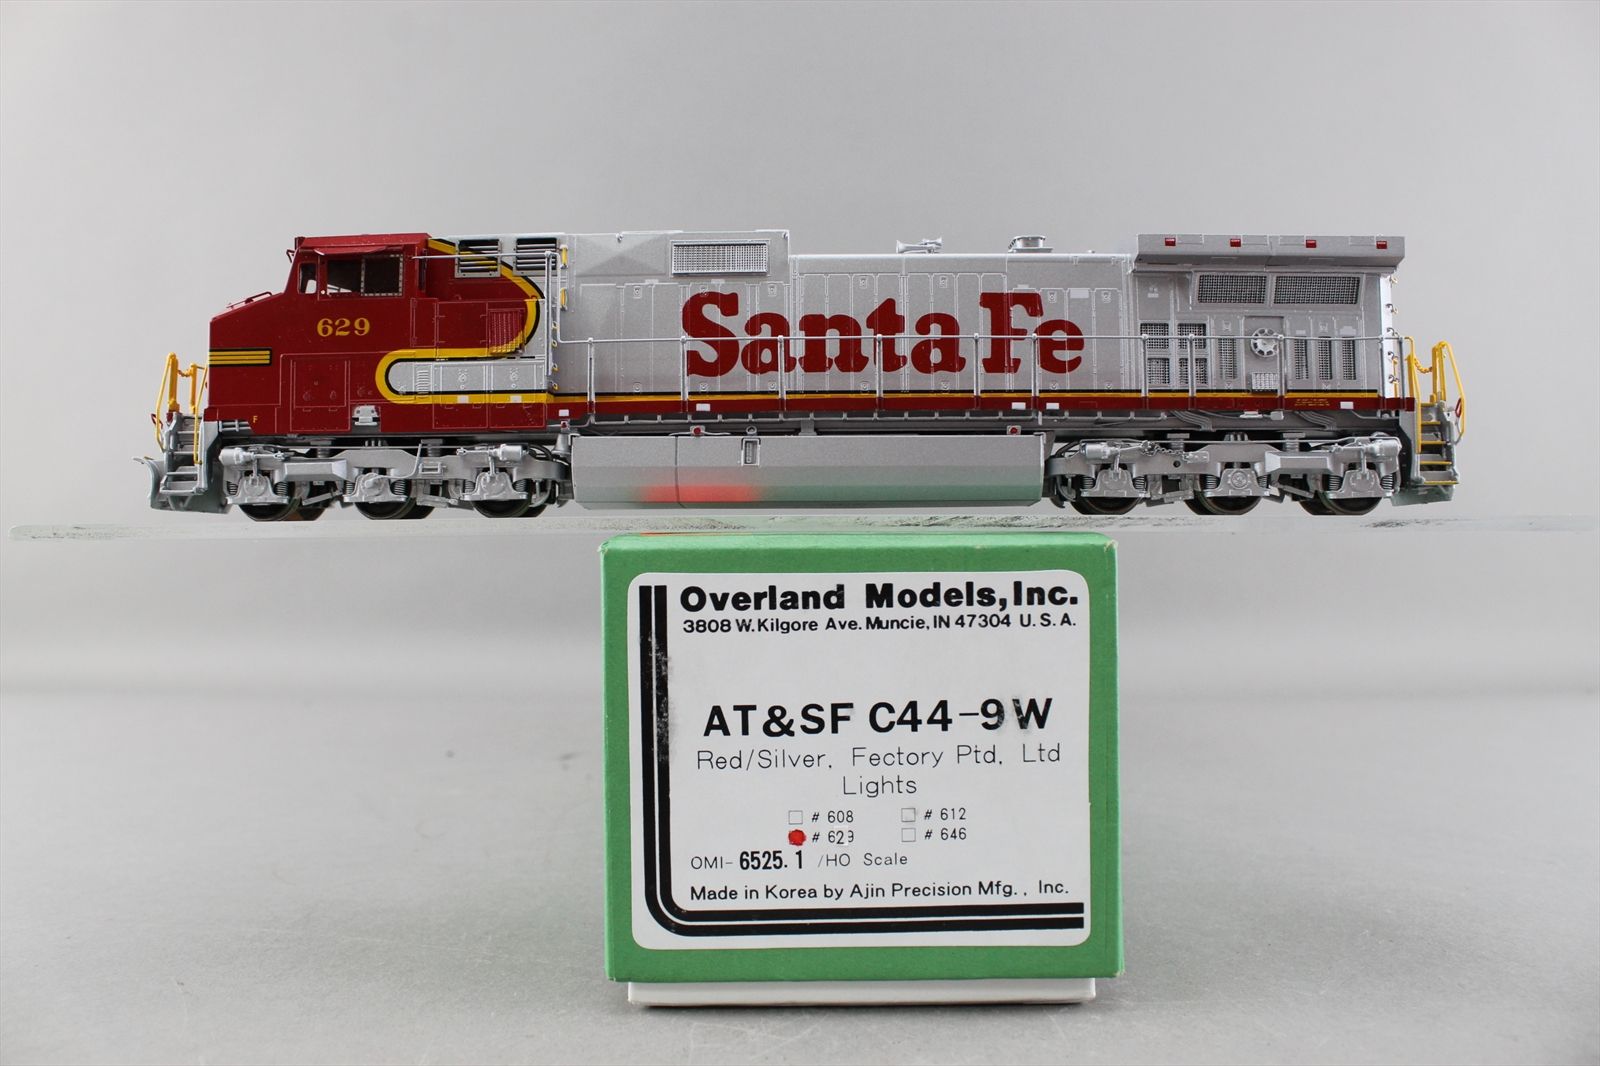 629
Santa Fe
F
Overland Models, Inc.
3808 W. Kilgore Ave. Muncie, IN 47304 U. S. A.
AT&SF C44-9W
Red/Silver, Fectory Ptd, Ltd
Lights
# 608 # 612
# 629 # 646
OMI- 6525.1 /HO Scale
Made in Korea by Ajin Precision Mfg., Inc.